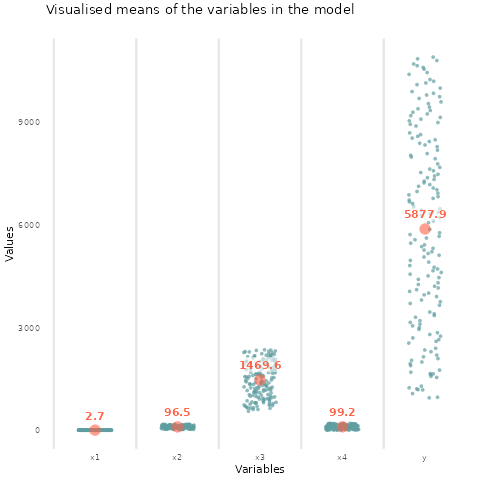 Visualised means of the variables in the model
Values
9000
6000
3000
0
2.7
96.5
1469.6
99.2
5877.9
x1
x2
x3
x4
y
Variables